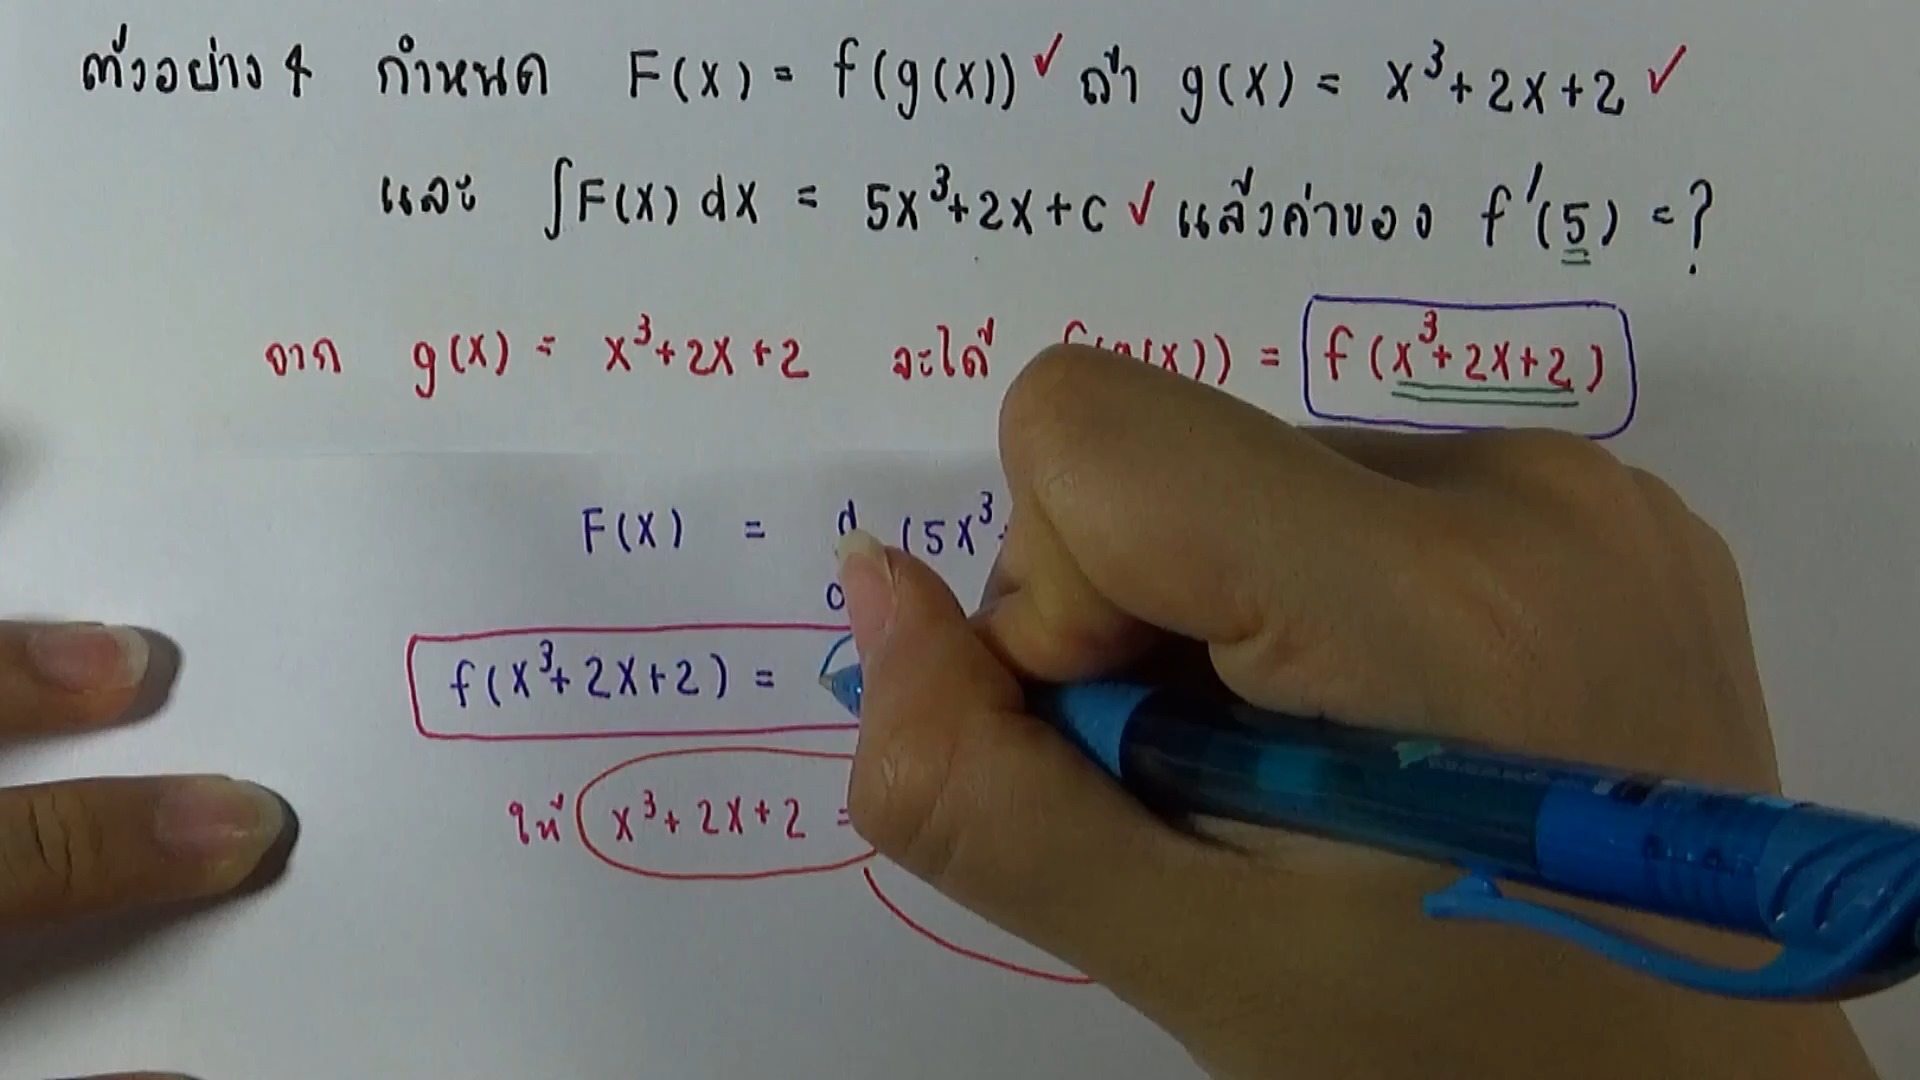 ตัวอย่าง 4 กำหนด F(x) = f(g(x)) ✓ ถ้า g(x) = x³+2x+2 ✓
และ ∫F(x) dx = 5x³+2x+c ✓ แล้วค่าของ f'(5) = ?
จาก g(x) = x³+2x+2 จะได้ f(g(x)) = f(x³+2x+2)
F(x) = d (5x³
f(x³+2x+2) =
ให้ x³+2x+2 =